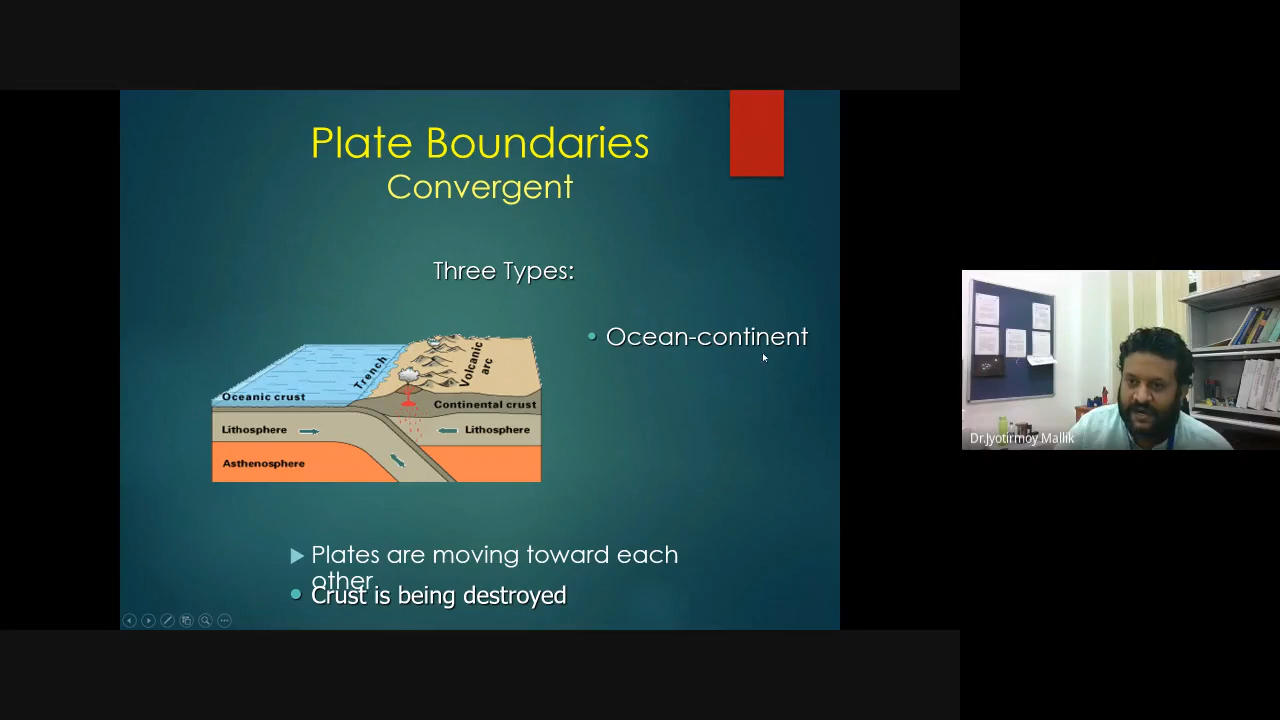 Plate Boundaries
Convergent
Three Types:
Ocean-continent
Trench
Volcanic
arc
Oceanic crust
Continental crust
Lithosphere
Lithosphere
Asthenosphere
Plates are moving toward each
other
Crust is being destroyed
Dr.Jyotirmoy Mallik